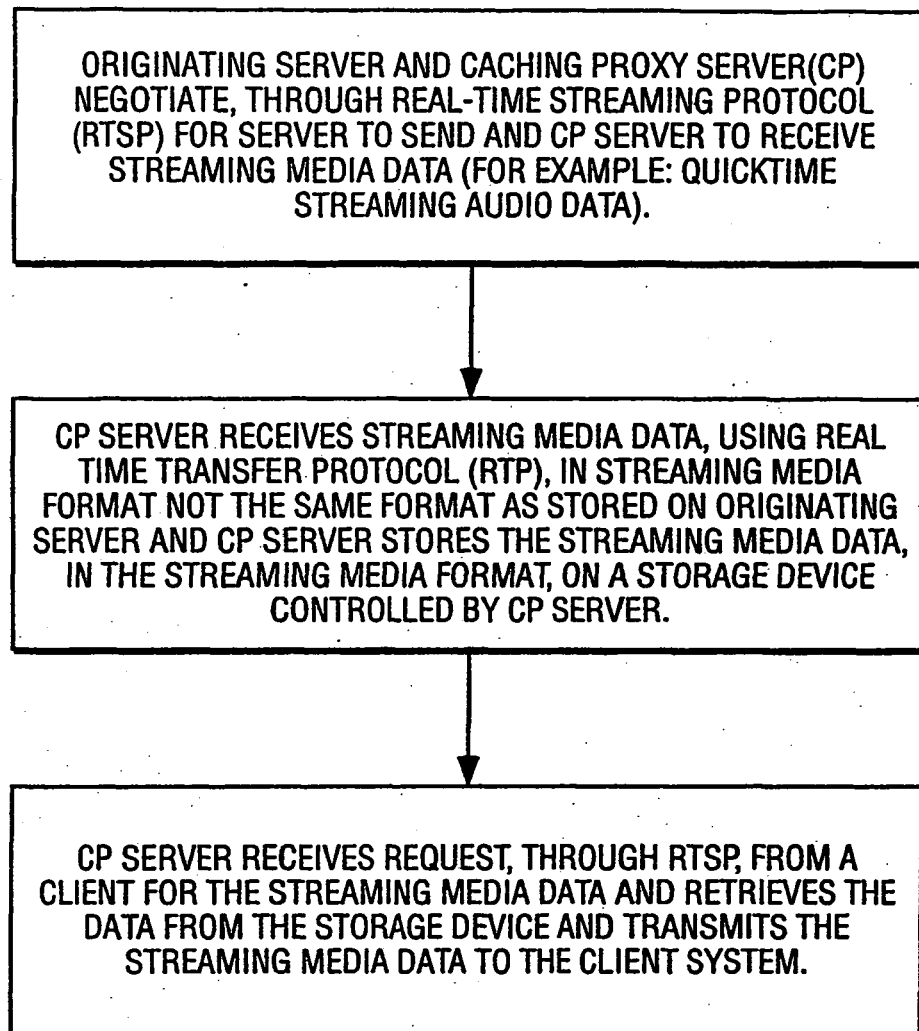 ORIGINATING SERVER AND CACHING PROXY SERVER(CP)
NEGOTIATE, THROUGH REAL-TIME STREAMING PROTOCOL
(RTSP) FOR SERVER TO SEND AND CP SERVER TO RECEIVE
STREAMING MEDIA DATA (FOR EXAMPLE: QUICKTIME
STREAMING AUDIO DATA).
CP SERVER RECEIVES STREAMING MEDIA DATA, USING REAL
TIME TRANSFER PROTOCOL (RTP), IN STREAMING MEDIA
FORMAT NOT THE SAME FORMAT AS STORED ON ORIGINATING
SERVER AND CP SERVER STORES THE STREAMING MEDIA DATA,
IN THE STREAMING MEDIA FORMAT, ON A STORAGE DEVICE
CONTROLLED BY CP SERVER.
CP SERVER RECEIVES REQUEST, THROUGH RTSP, FROM A
CLIENT FOR THE STREAMING MEDIA DATA AND RETRIEVES THE
DATA FROM THE STORAGE DEVICE AND TRANSMITS THE
STREAMING MEDIA DATA TO THE CLIENT SYSTEM.